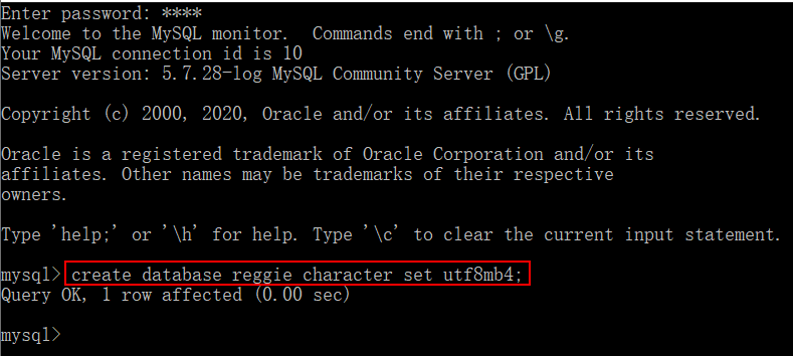 Enter password: ****
Welcome to the MySQL monitor.  Commands end with ; or \g.
Your MySQL connection id is 10
Server version: 5.7.28-log MySQL Community Server (GPL)
Copyright (c) 2000, 2020, Oracle and/or its affiliates. All rights reserved.
Oracle is a registered trademark of Oracle Corporation and/or its
affiliates. Other names may be trademarks of their respective
owners.
Type 'help;' or '\h' for help. Type '\c' to clear the current input statement.
mysql> create database reggie character set utf8mb4;
Query OK, 1 row affected (0.00 sec)
mysql>